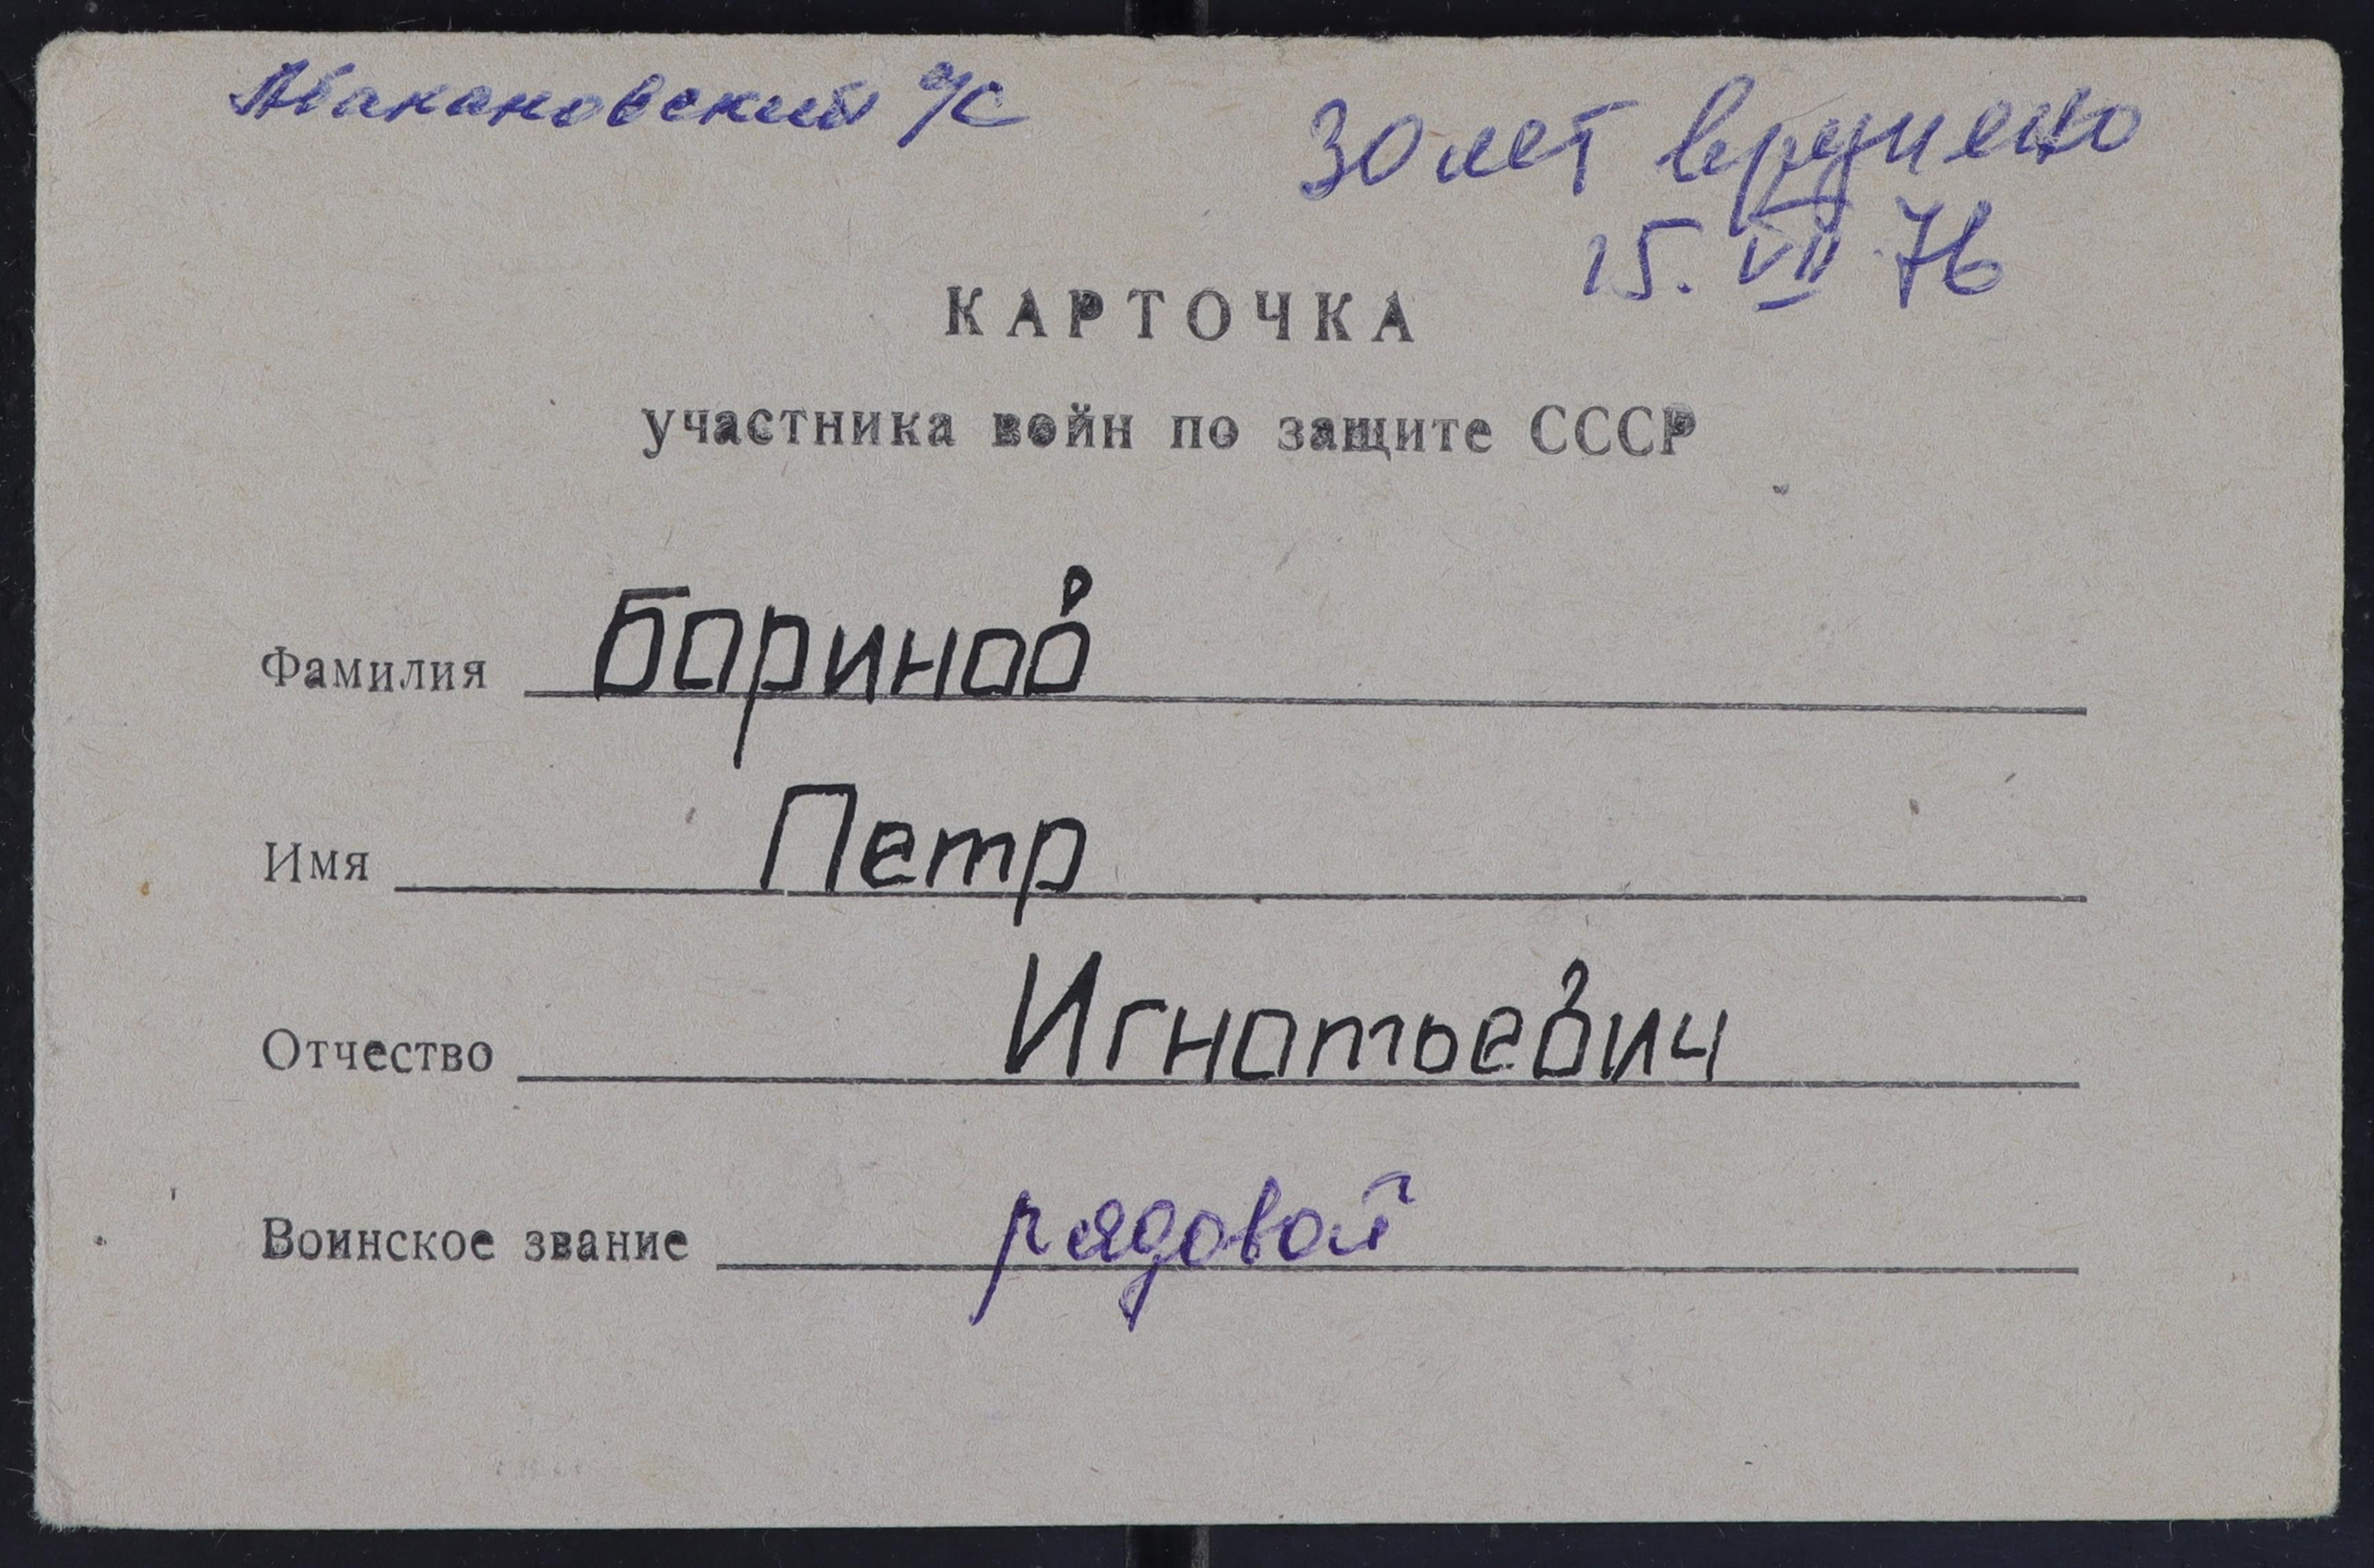 Абакановский с/с
30 лет вручено
15. VII. 76
КАРТОЧКА
участника войн по защите СССР
Фамилия Баринов
Имя Петр
Отчество Игнатьевич
Воинское звание рядовой